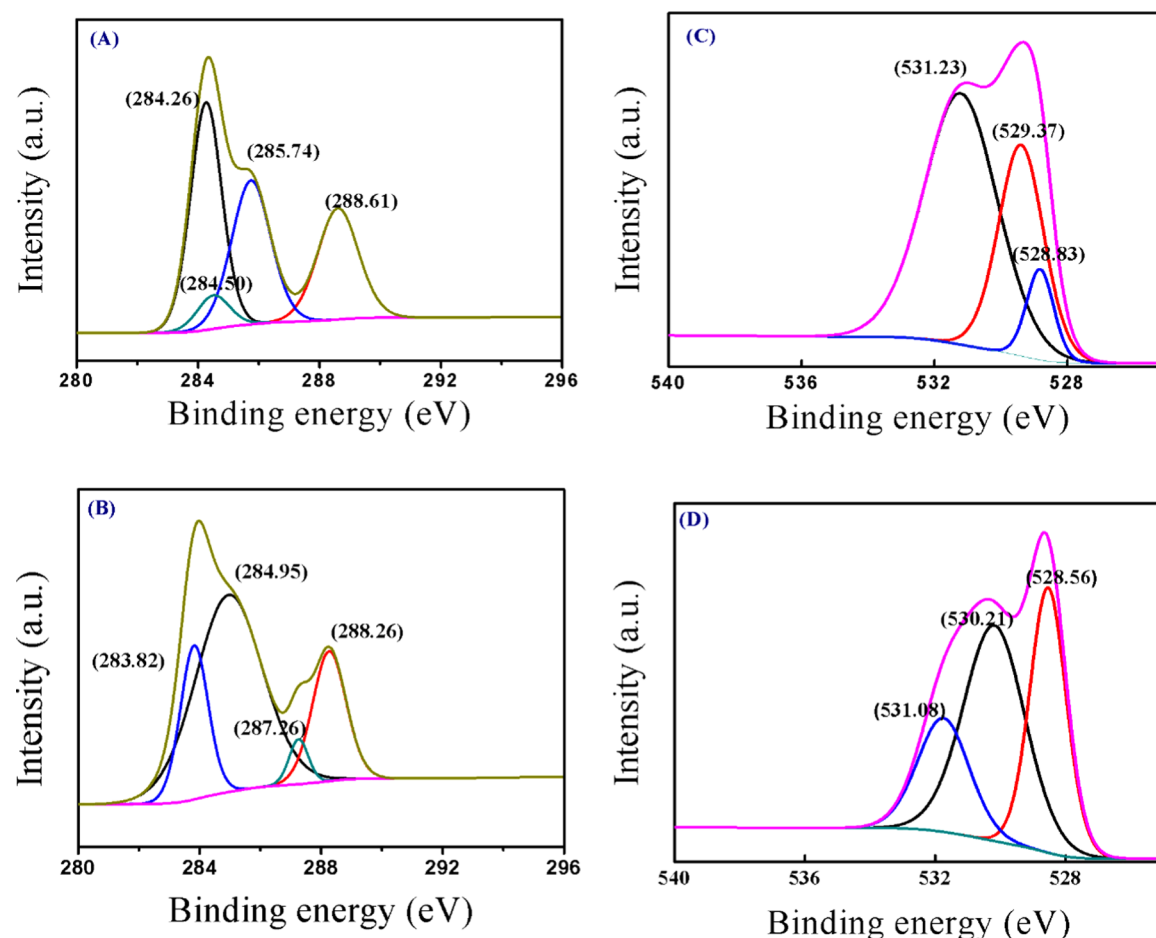 (A)
(284.26)
(285.74)
(288.61)
(284.50)
Intensity (a.u.)
280 284 288 292 296
Binding energy (eV)
(C)
(531.23)
(529.37)
(528.83)
Intensity (a.u.)
540 536 532 528
Binding energy (eV)
(B)
(284.95)
(283.82)
(288.26)
(287.26)
Intensity (a.u.)
280 284 288 292 296
Binding energy (eV)
(D)
(528.56)
(530.21)
(531.08)
Intensity (a.u.)
540 536 532 528
Binding energy (eV)